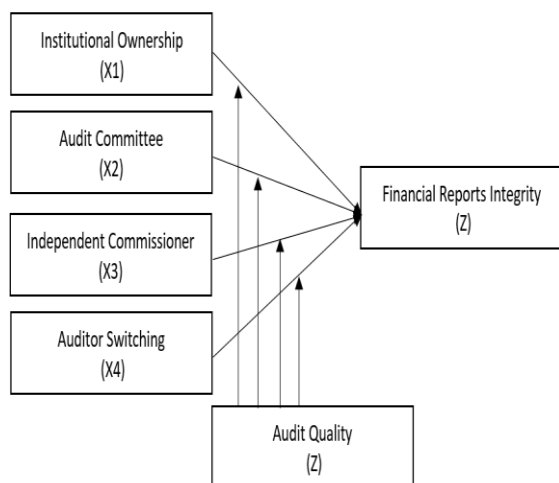 Institutional Ownership
(X1)
Audit Committee
(X2)
Independent Commissioner
(X3)
Auditor Switching
(X4)
Financial Reports Integrity
(Z)
Audit Quality
(Z)